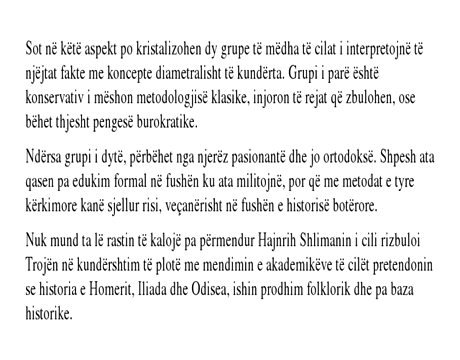 Sot në këtë aspekt po kristalizohen dy grupe të mëdha të cilat i interpretojnë të
njëjtat fakte me koncepte diametralisht të kundërta. Grupi i parë është
konservativ i mëshon metodologjisë klasike, injoron të rejat që zbulohen, ose
bëhet thjesht pengesë burokratike.
Ndërsa grupi i dytë, përbëhet nga njerëz pasionantë dhe jo ortodoksë. Shpesh ata
qasen pa edukim formal në fushën ku ata militojnë, por që me metodat e tyre
kërkimore kanë sjellur risi, veçanërisht në fushën e historisë botërore.
Nuk mund ta lë rastin të kalojë pa përmendur Hajnrih Shlimanin i cili rizbuloi
Trojën në kundërshtim të plotë me mendimin e akademikëve të cilët pretendonin
se historia e Homerit, Iliada dhe Odisea, ishin prodhim folklorik dhe pa baza
historike.